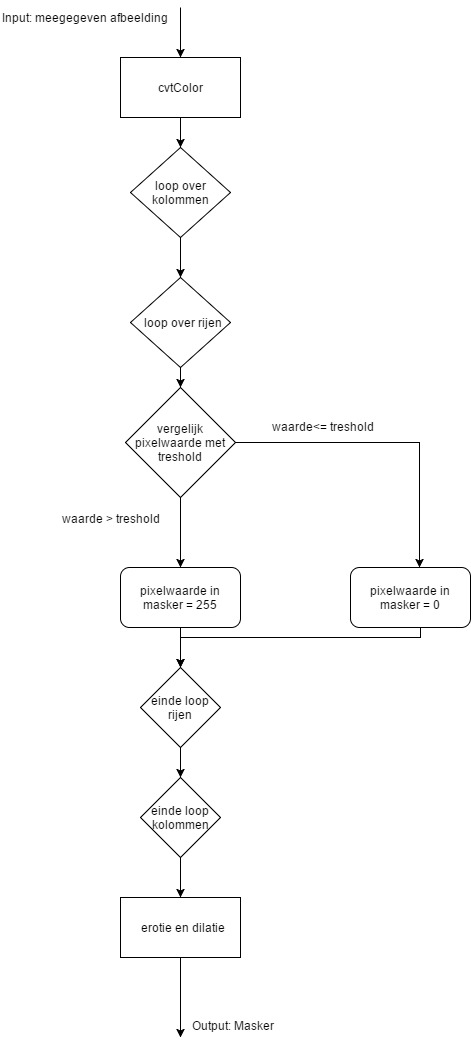 Input: meegegeven afbeelding
cvtColor
loop over
kolommen
loop over rijen
vergelijk
pixelwaarde met
treshold
waarde<= treshold
waarde > treshold
pixelwaarde in
masker = 255
pixelwaarde in
masker = 0
einde loop
rijen
einde loop
kolommen
erotie en dilatie
Output: Masker